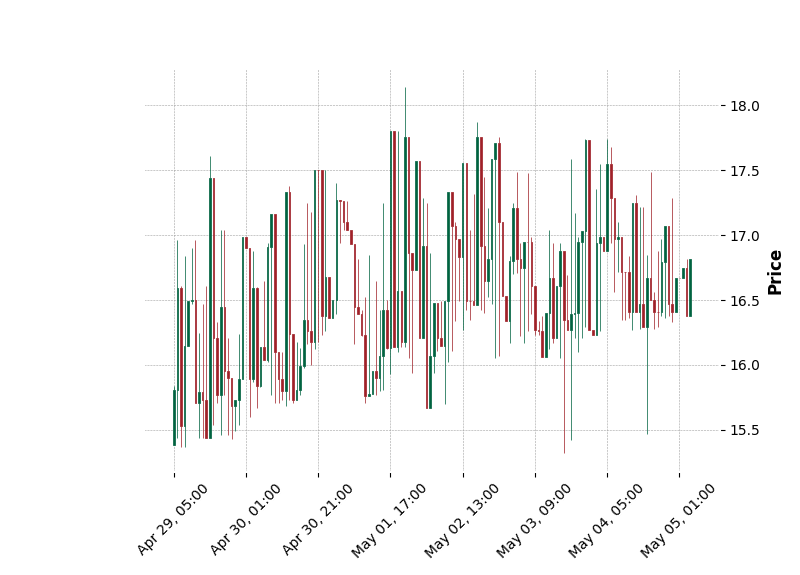 18.0
17.5
17.0
16.5
16.0
15.5
Price
Apr 29, 05:00
Apr 30, 01:00
Apr 30, 21:00
May 01, 17:00
May 02, 13:00
May 03, 09:00
May 04, 05:00
May 05, 01:00